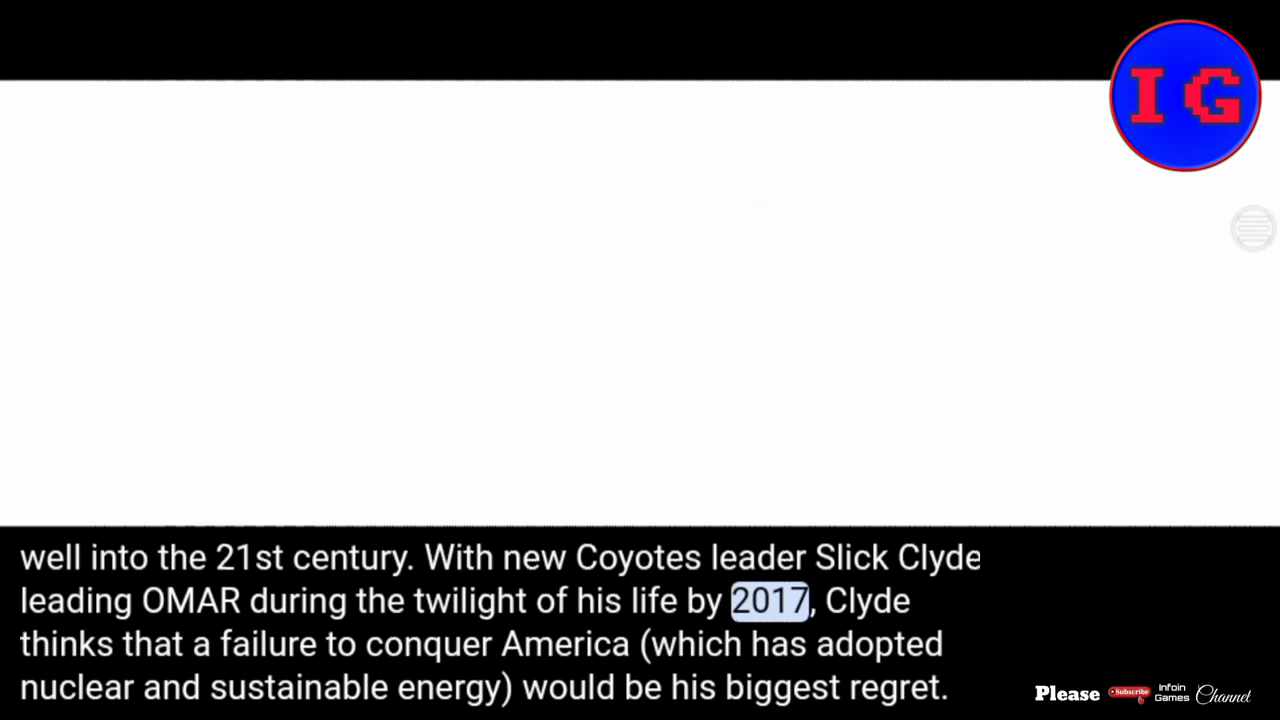 I G
well into the 21st century. With new Coyotes leader Slick Clyde
leading OMAR during the twilight of his life by 2017, Clyde
thinks that a failure to conquer America (which has adopted
nuclear and sustainable energy) would be his biggest regret.
Please Subscribe Infoin Games Channel